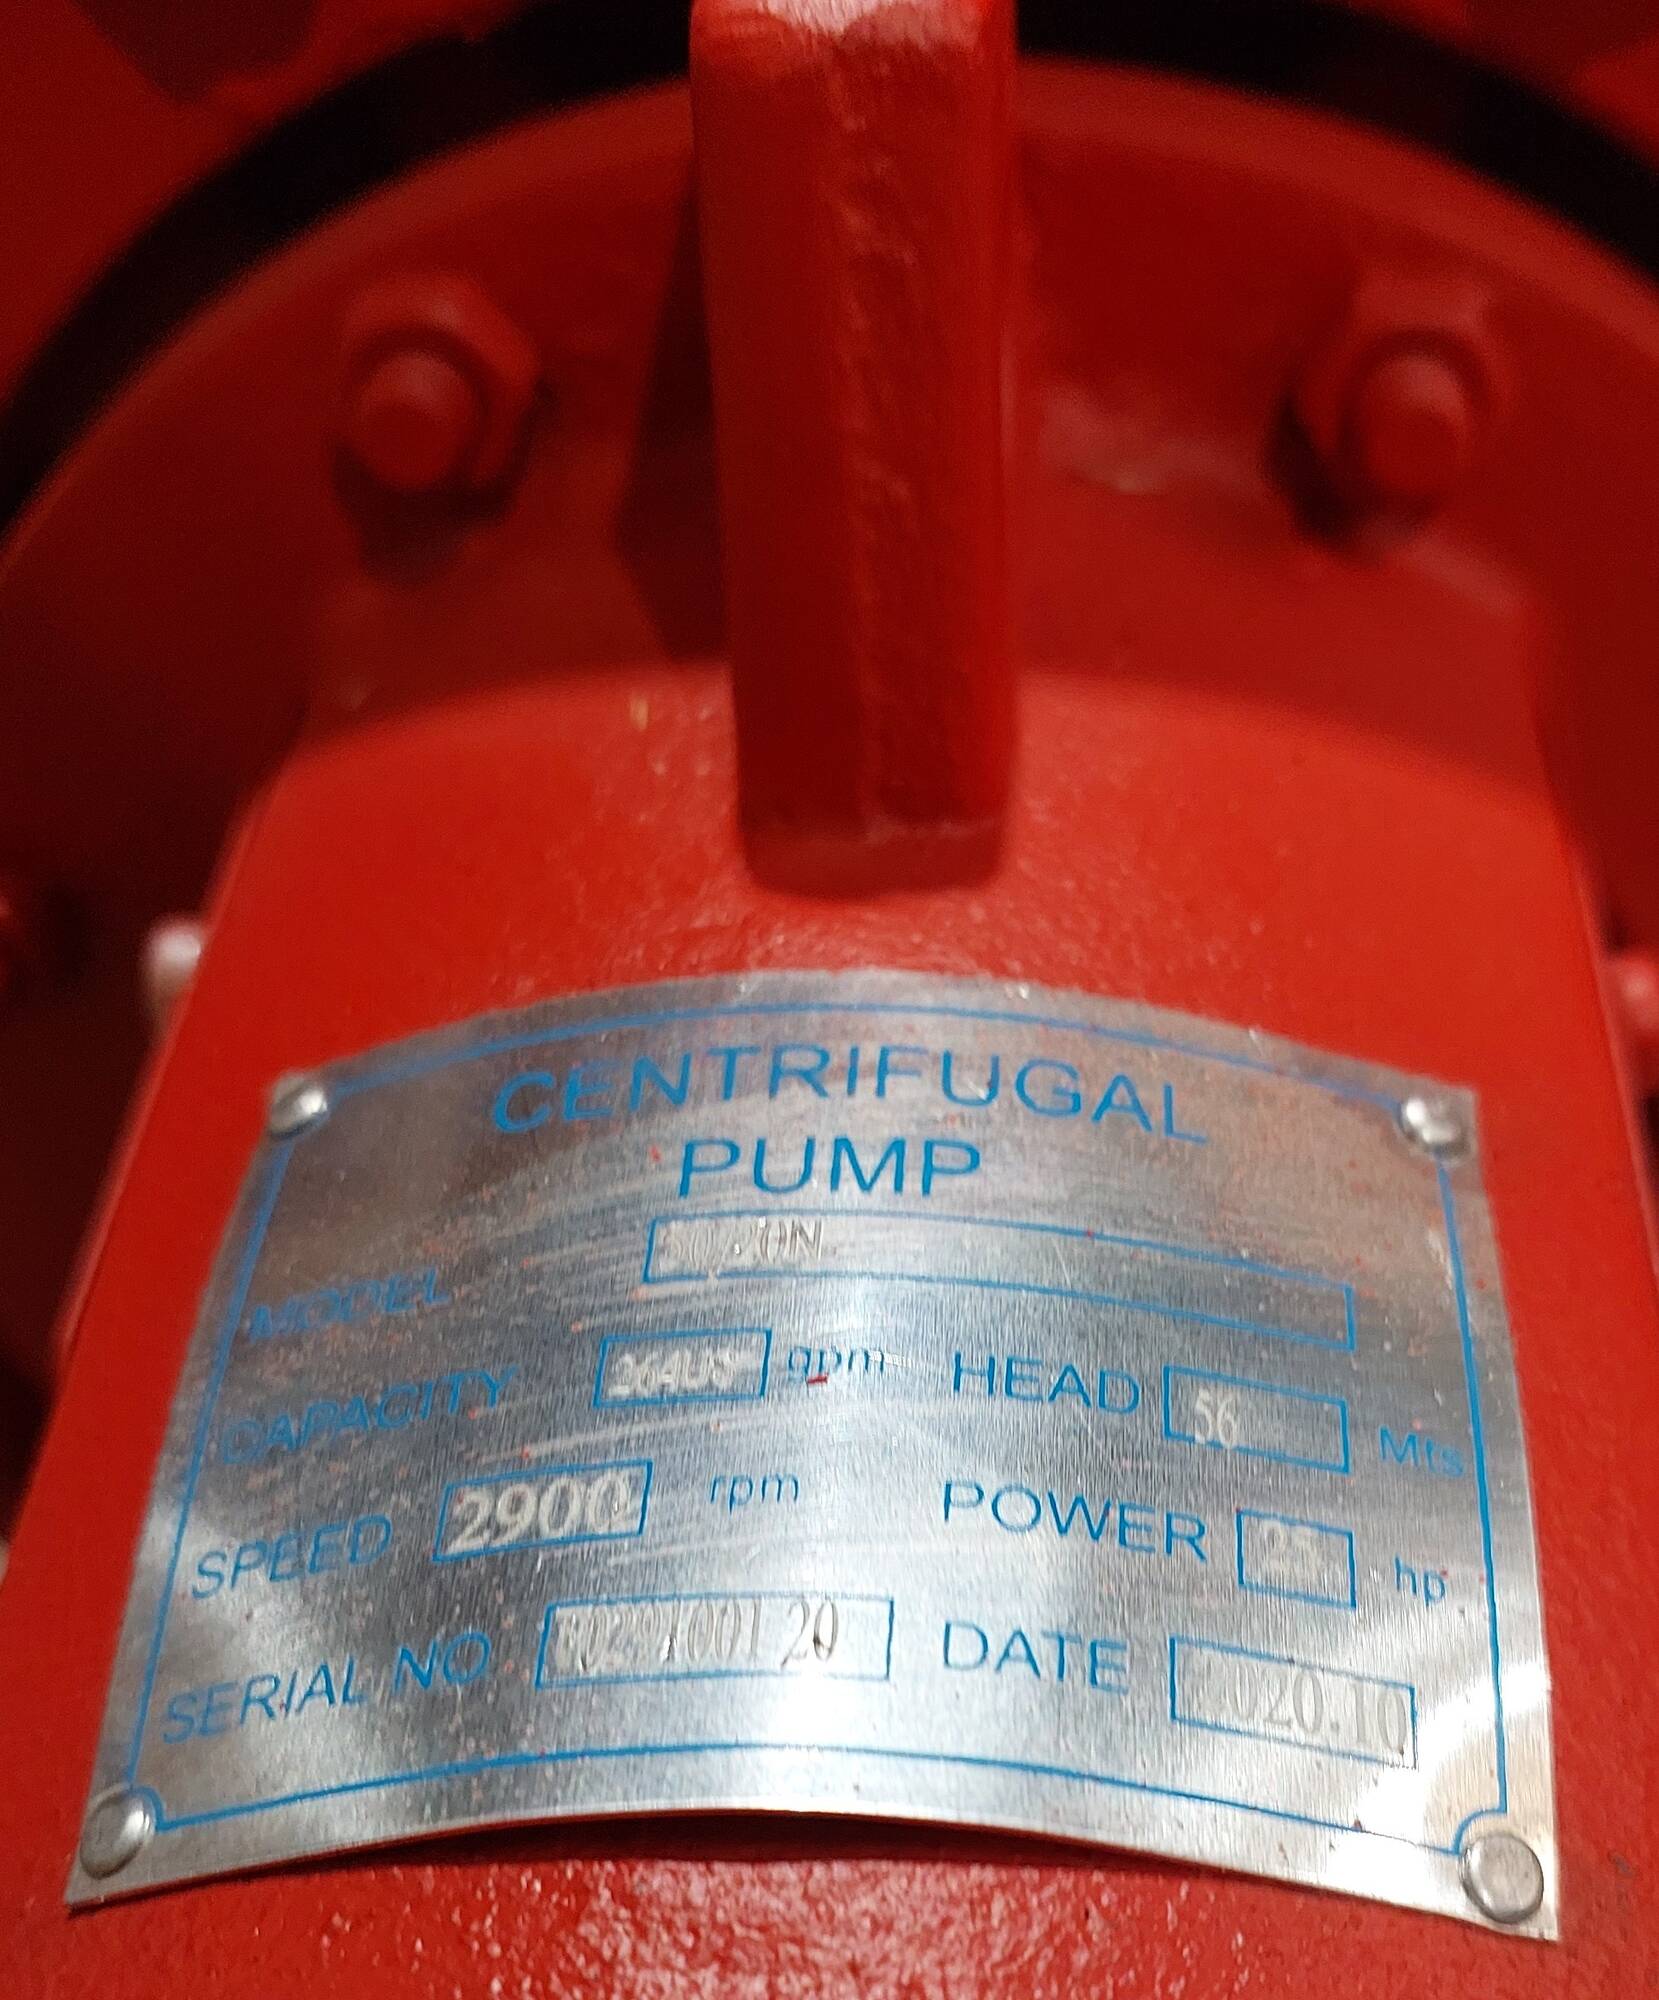 CENTRIFUGAL
PUMP
MODEL
CAPACITY 264US gpm HEAD 56 Mts
SPEED 2900 rpm POWER 25 hp
SERIAL NO DATE 2020.10